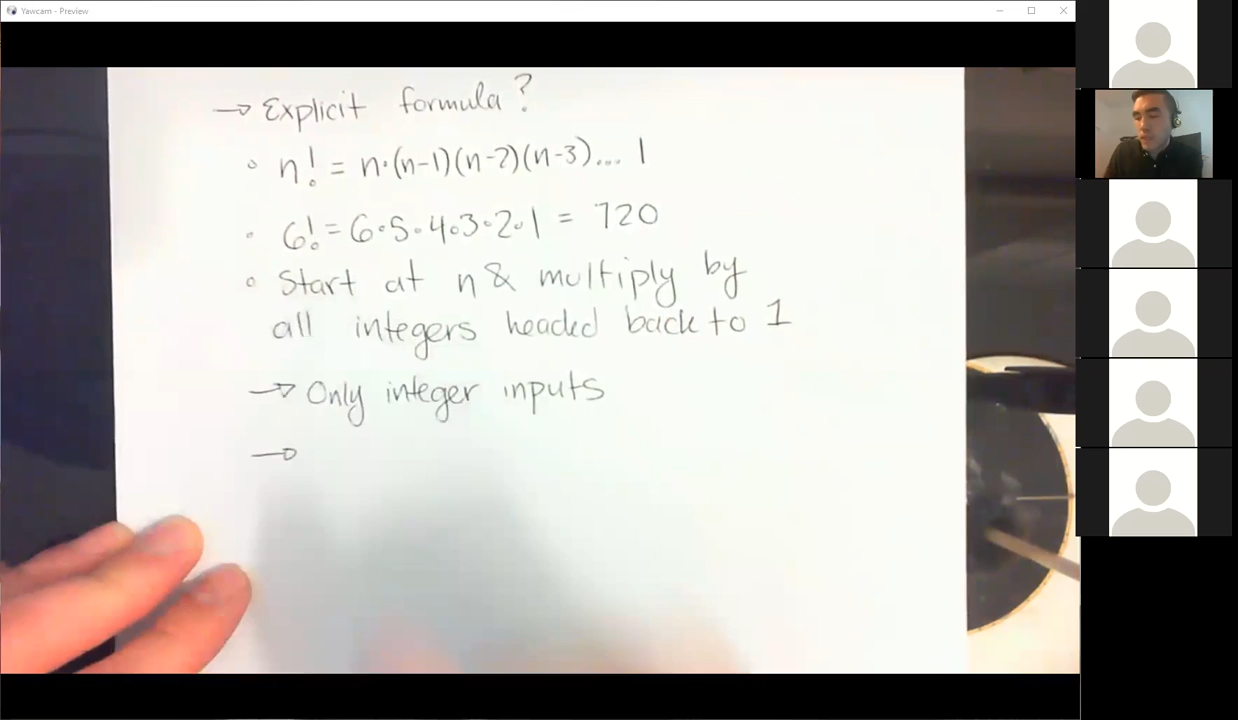 Yawcam - Preview
→ Explicit formula?
◦ n! = n·(n-1)(n-2)(n-3)... 1
◦ 6! = 6·5·4·3·2·1 = 720
◦ Start at n & multiply by
all integers headed back to 1
→ Only integer inputs
→